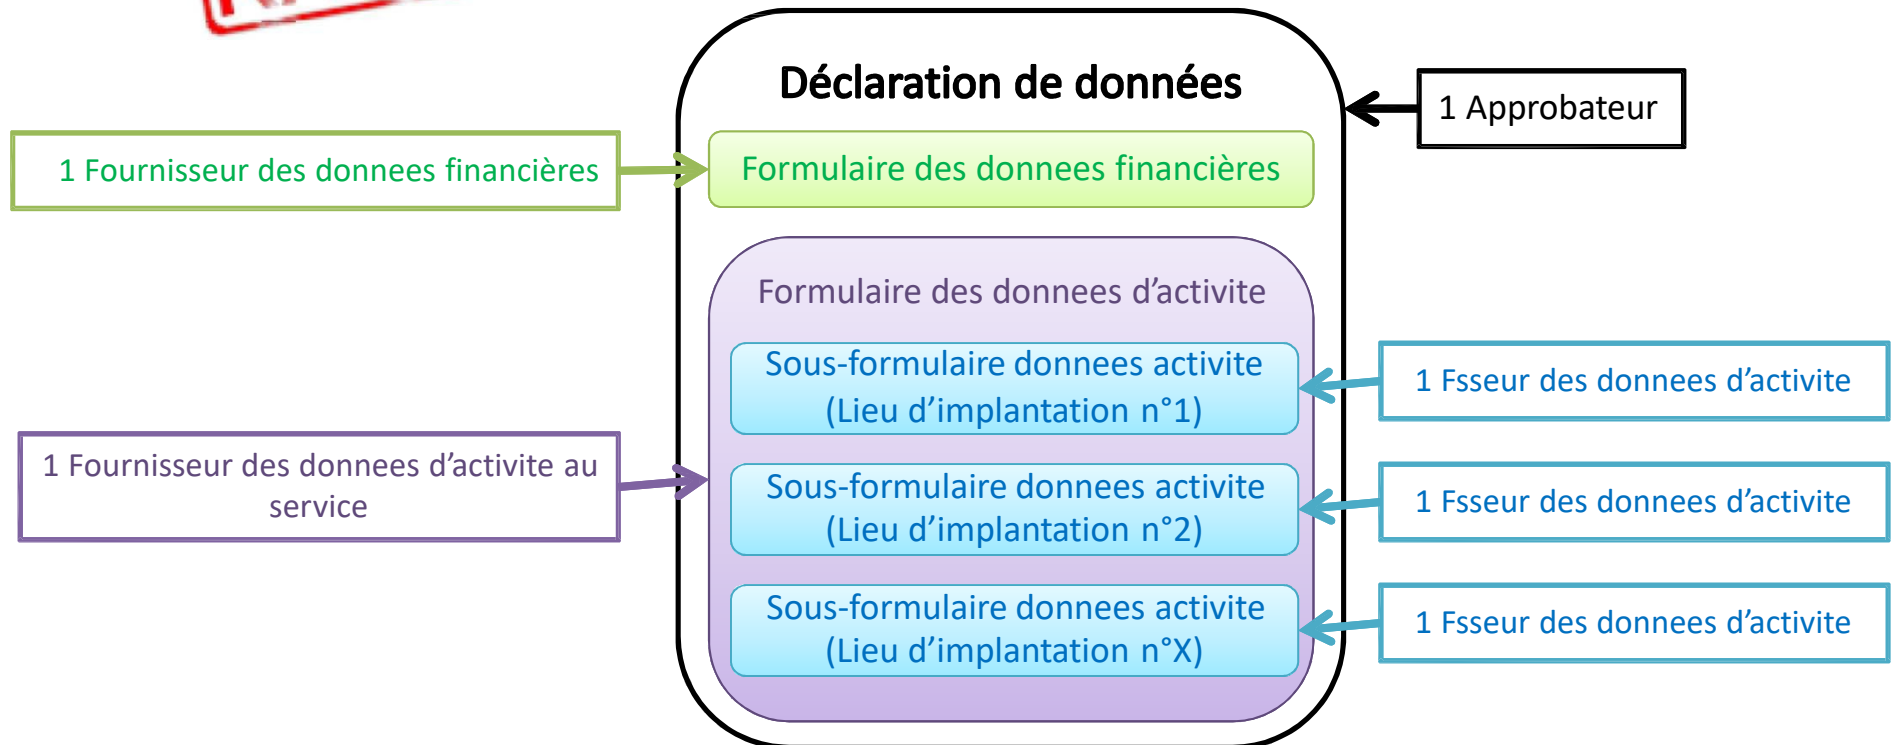 Déclaration de données
1 Approbateur
1 Fournisseur des donnees financières
Formulaire des donnees financières
Formulaire des donnees d’activite
Sous-formulaire donnees activite
(Lieu d’implantation n°1)
1 Fsseur des donnees d’activite
1 Fournisseur des donnees d’activite au
service
Sous-formulaire donnees activite
(Lieu d’implantation n°2)
1 Fsseur des donnees d’activite
Sous-formulaire donnees activite
(Lieu d’implantation n°X)
1 Fsseur des donnees d’activite